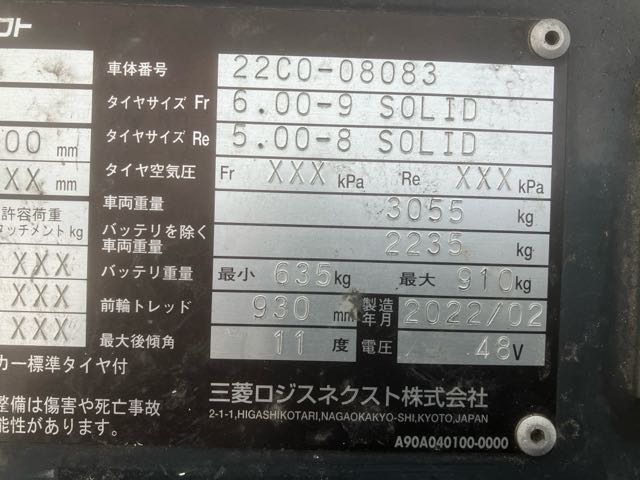 フト
車体番号 22C0-08083
タイヤサイズ Fr 6.00-9 SOLID
タイヤサイズ Re 5.00-8 SOLID
00 mm
タイヤ空気圧 Fr XXX kPa Re XXX kPa
XX mm
車両重量 3055 kg
許容荷重
タッチメント kg
バッテリを除く
車両重量 2235 kg
XXX
バッテリ重量 最小 635 kg 最大 910 kg
XXX
前輪トレッド 930 mm 製造年月 2022/02
XXX
最大後傾角 11 度 電圧 48 V
カー標準タイヤ付
整備は傷害や死亡事故
能性があります。
三菱ロジスネクスト株式会社
2-1-1,HIGASHIKOTARI,NAGAOKAKYO-SHI,KYOTO,JAPAN
A90A040100-0000